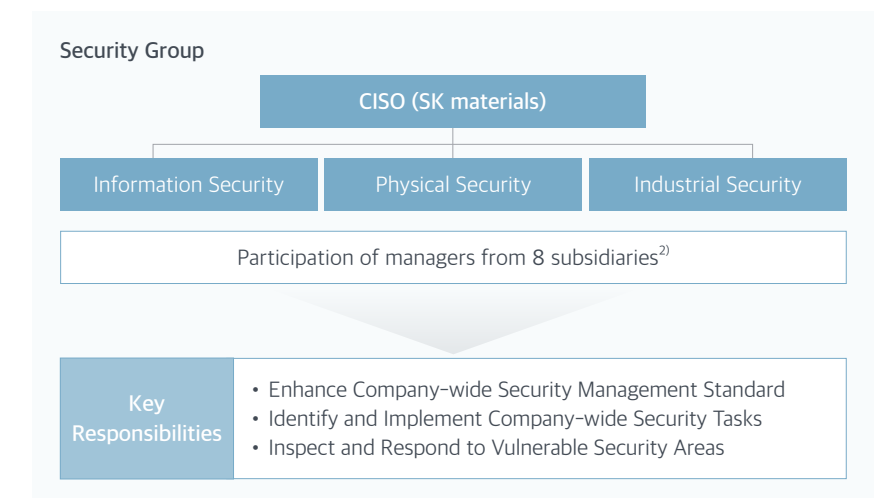 Security Group
CISO (SK materials)
Information Security
Physical Security
Industrial Security
Participation of managers from 8 subsidiaries2)
Key
Responsibilities
• Enhance Company-wide Security Management Standard
• Identify and Implement Company-wide Security Tasks
• Inspect and Respond to Vulnerable Security Areas